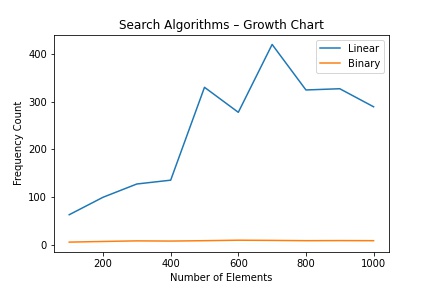 Search Algorithms – Growth Chart
Linear
Binary
400
300
200
100
0
Frequency Count
200 400 600 800 1000
Number of Elements